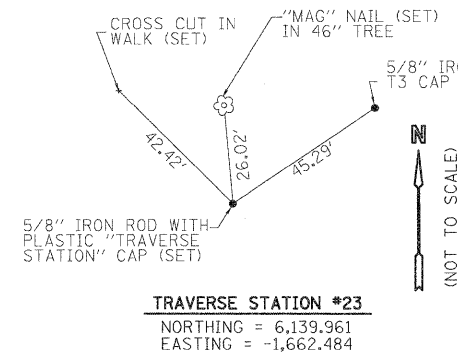 CROSS CUT IN
WALK (SET)
"MAG" NAIL (SET)
IN 46" TREE
5/8"
T3 CAP
42.42'
26.02'
45.29'
N
(NOT TO SCALE)
5/8" IRON ROD WITH
PLASTIC "TRAVERSE
STATION" CAP (SET)
TRAVERSE STATION #23
NORTHING = 6,139.961
EASTING = -1,662.484